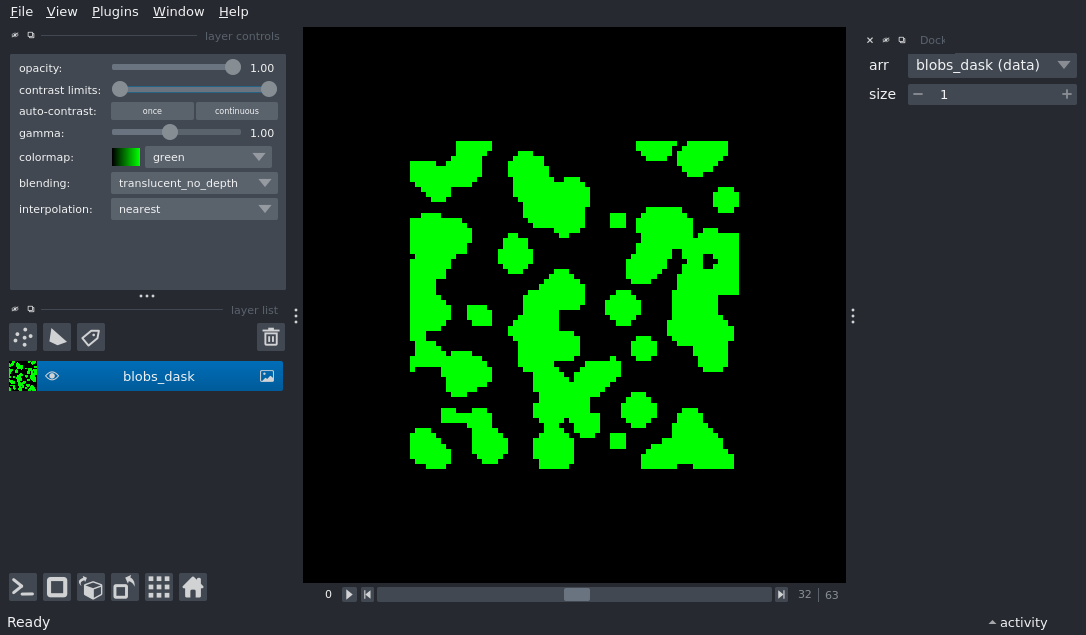 File View Plugins Window Help
layer controls
opacity: 1.00
contrast limits:
auto-contrast: once continuous
gamma: 1.00
colormap: green
blending: translucent_no_depth
interpolation: nearest
layer list
blobs_dask
0 32 63
Dock
arr blobs_dask (data)
size 1
Ready
activity